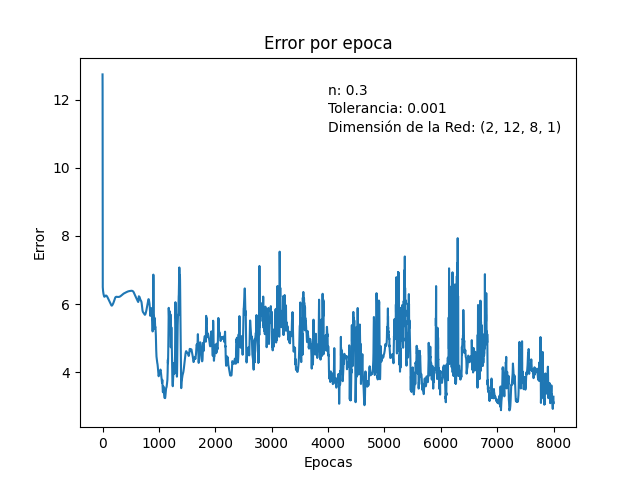 Error por epoca
n: 0.3
Tolerancia: 0.001
Dimensión de la Red: (2, 12, 8, 1)
Error
12
10
8
6
4
0 1000 2000 3000 4000 5000 6000 7000 8000
Epocas